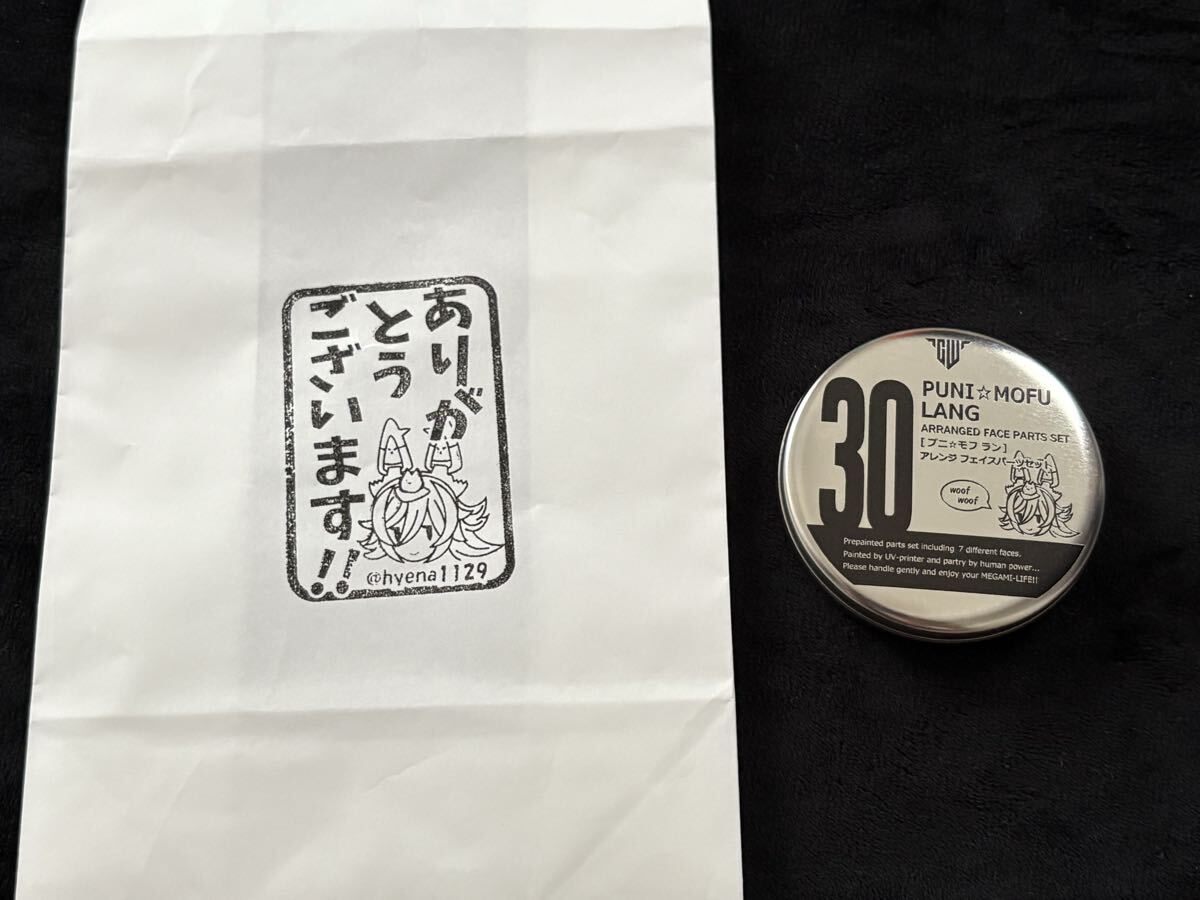 ありが
とう
ございます!!
@hyena1129
GW
30
PUNI☆MOFU
LANG
ARRANGED FACE PARTS SET
[プニ☆モフ ラン]
アレンジ フェイスパーツセット
woof
woof
Prepainted parts set including 7 different faces.
Painted by UV-printer and partry by human power...
Please handle gently and enjoy your MEGAMI-LIFE!!